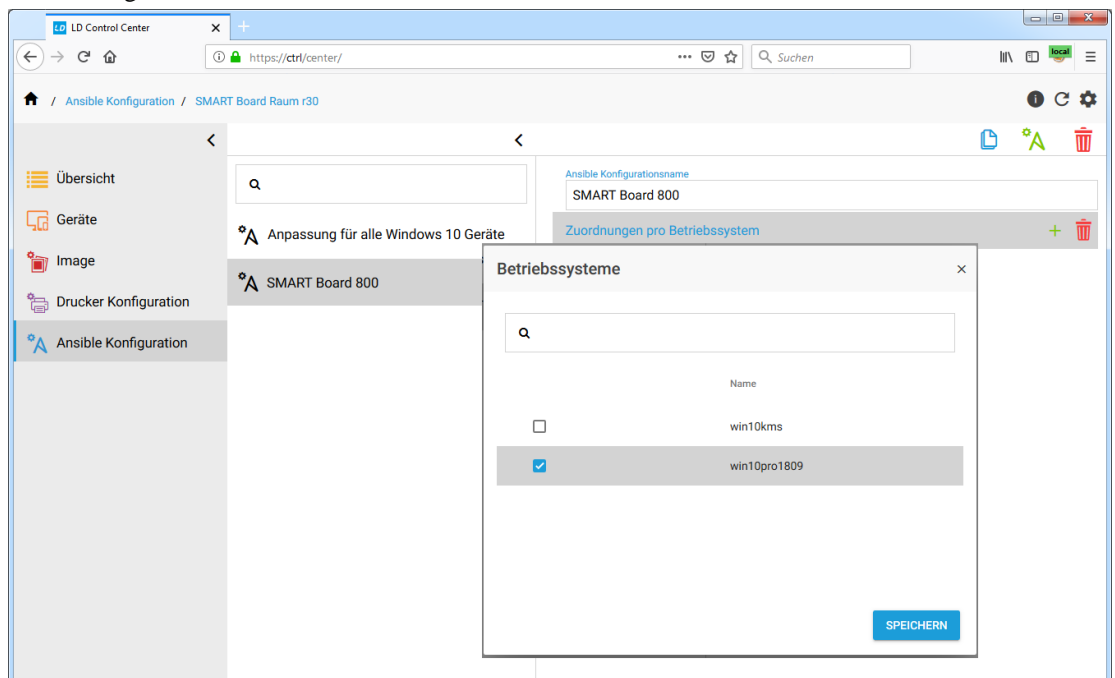 LD LD Control Center
https://ctrl/center/
Suchen
local
/ Ansible Konfiguration / SMART Board Raum r30
Übersicht
Geräte
Image
Drucker Konfiguration
Ansible Konfiguration
Anpassung für alle Windows 10 Geräte
SMART Board 800
Ansible Konfigurationsname
SMART Board 800
Zuordnungen pro Betriebssystem
Betriebssysteme
Name
win10kms
win10pro1809
SPEICHERN